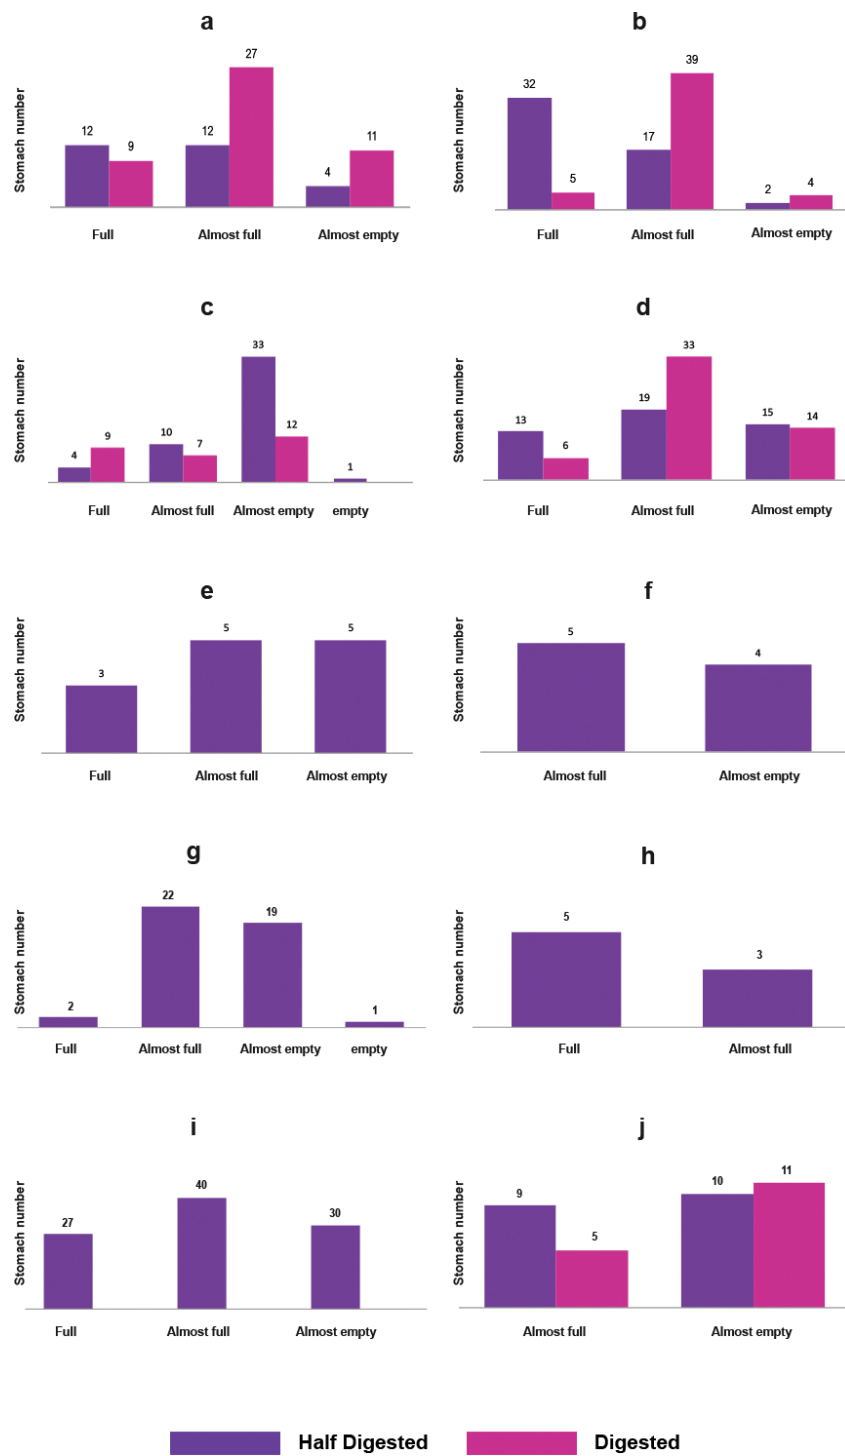 a
Stomach number
12
9
12
27
4
11
Full
Almost full
Almost empty
b
Stomach number
32
5
17
39
2
4
Full
Almost full
Almost empty
c
Stomach number
4
9
10
7
33
12
1
Full
Almost full
Almost empty
empty
d
Stomach number
13
6
19
33
15
14
Full
Almost full
Almost empty
e
Stomach number
3
5
5
Full
Almost full
Almost empty
f
Stomach number
5
4
Almost full
Almost empty
g
Stomach number
2
22
19
1
Full
Almost full
Almost empty
empty
h
Stomach number
5
3
Full
Almost full
i
Stomach number
27
40
30
Full
Almost full
Almost empty
j
Stomach number
9
5
10
11
Almost full
Almost empty
Half Digested
Digested